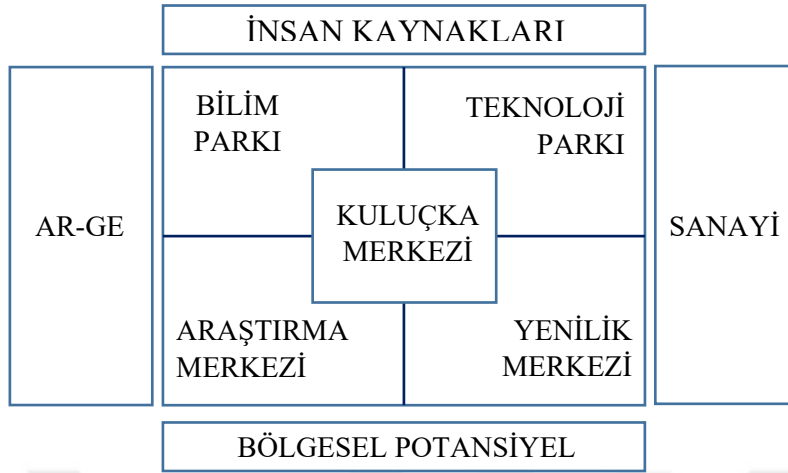 İNSAN KAYNAKLARI
BİLİM
PARKI
TEKNOLOJİ
PARKI
AR-GE
KULUÇKA
MERKEZİ
SANAYİ
ARAŞTIRMA
MERKEZİ
YENİLİK
MERKEZİ
BÖLGESEL POTANSİYEL